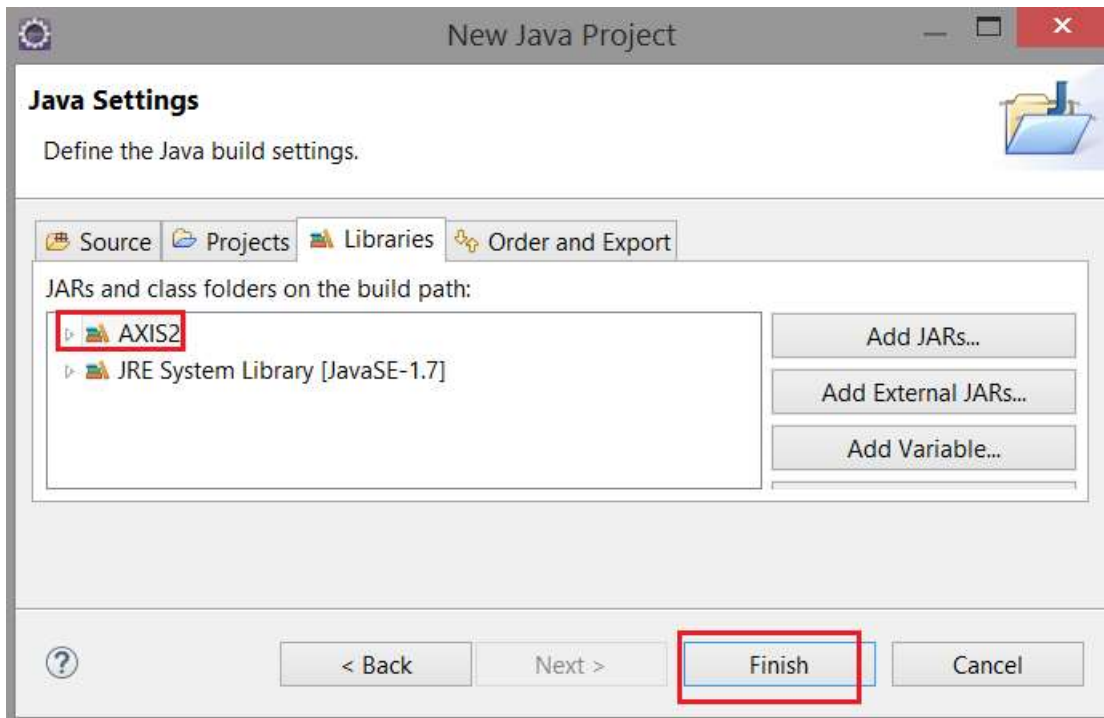 New Java Project
Java Settings
Define the Java build settings.
Source Projects Libraries Order and Export
JARs and class folders on the build path:
AXIS2
JRE System Library [JavaSE-1.7]
Add JARs...
Add External JARs...
Add Variable...
? < Back Next > Finish Cancel